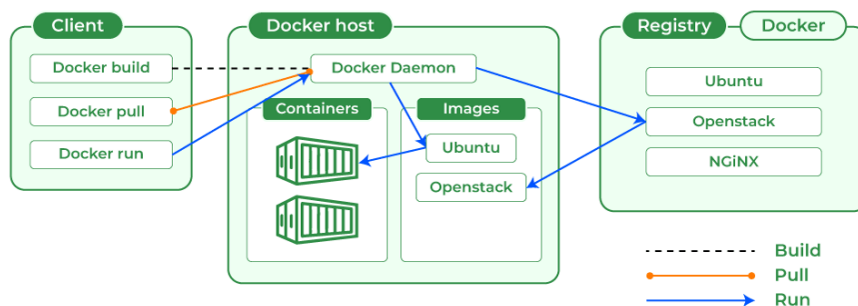 Client
Docker build
Docker pull
Docker run
Docker host
Docker Daemon
Containers
Images
Ubuntu
Openstack
Registry
Docker
Ubuntu
Openstack
NGiNX
Build
Pull
Run